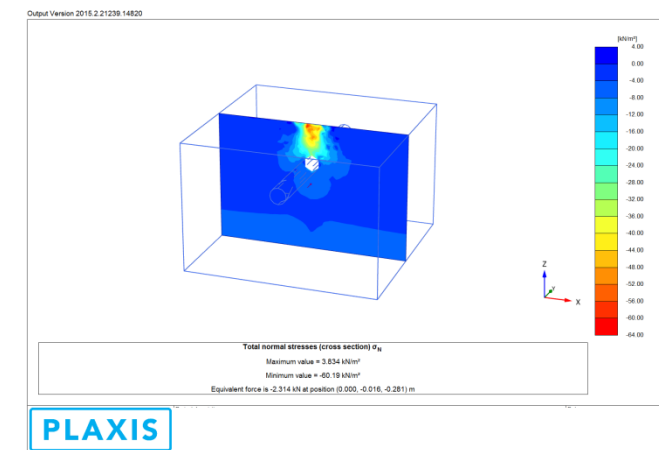 Output Version 2015.2.21239.14820
[kN/m²]
4.00
0.00
-4.00
-8.00
-12.00
-16.00
-20.00
-24.00
-28.00
-32.00
-36.00
-40.00
-44.00
-48.00
-52.00
-56.00
-60.00
-64.00
Z
Y
X
Total normal stresses (cross section) σN
Maximum value = 3.834 kN/m²
Minimum value = -60.19 kN/m²
Equivalent force is -2.314 kN at position (0.000, -0.016, -0.281) m
PLAXIS